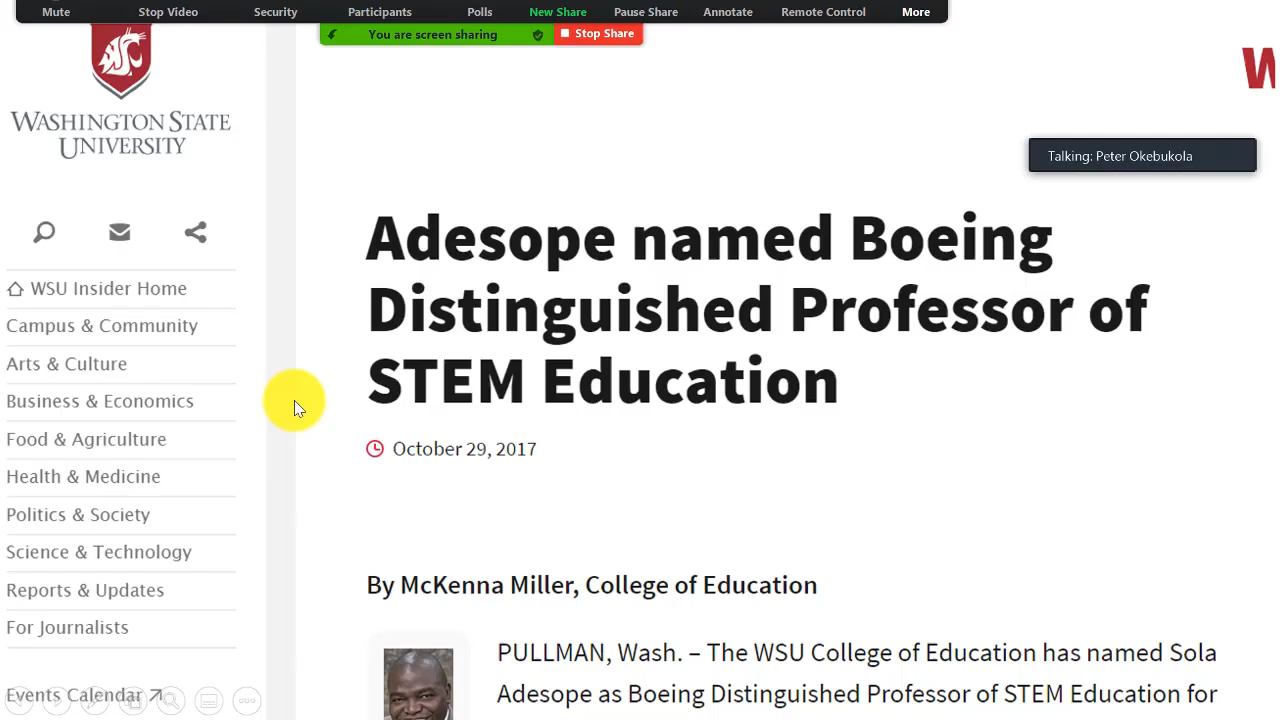 Mute Stop Video Security Participants Polls New Share Pause Share Annotate Remote Control More
You are screen sharing Stop Share
W
WASHINGTON STATE
UNIVERSITY
Talking: Peter Okebukola
Adesope named Boeing
Distinguished Professor of
STEM Education
October 29, 2017
WSU Insider Home
Campus & Community
Arts & Culture
Business & Economics
Food & Agriculture
Health & Medicine
Politics & Society
Science & Technology
Reports & Updates
For Journalists
Events Calendar
By McKenna Miller, College of Education
PULLMAN, Wash. – The WSU College of Education has named Sola
Adesope as Boeing Distinguished Professor of STEM Education for